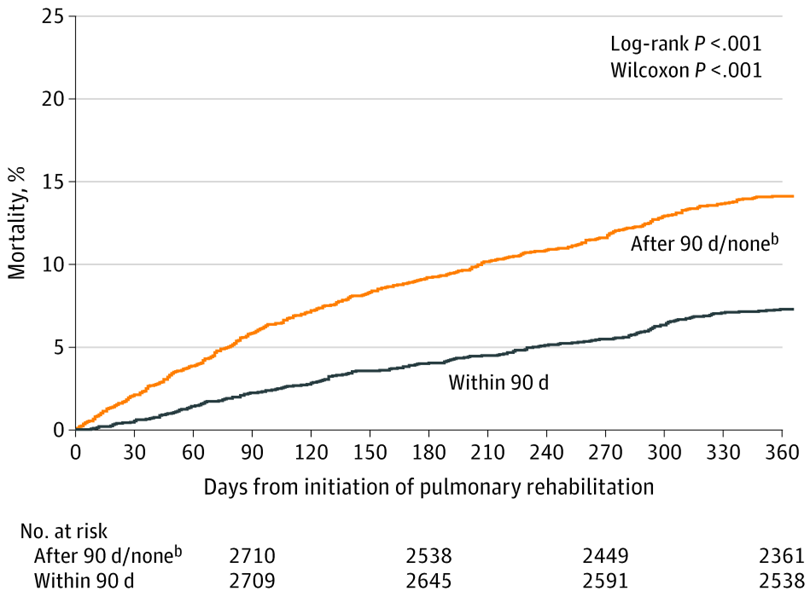 25
20
15
10
5
0
Mortality, %
Log-rank P <.001
Wilcoxon P <.001
After 90 d/noneᵇ
Within 90 d
0 30 60 90 120 150 180 210 240 270 300 330 360
Days from initiation of pulmonary rehabilitation
No. at risk
After 90 d/noneᵇ 2710 2538 2449 2361
Within 90 d 2709 2645 2591 2538